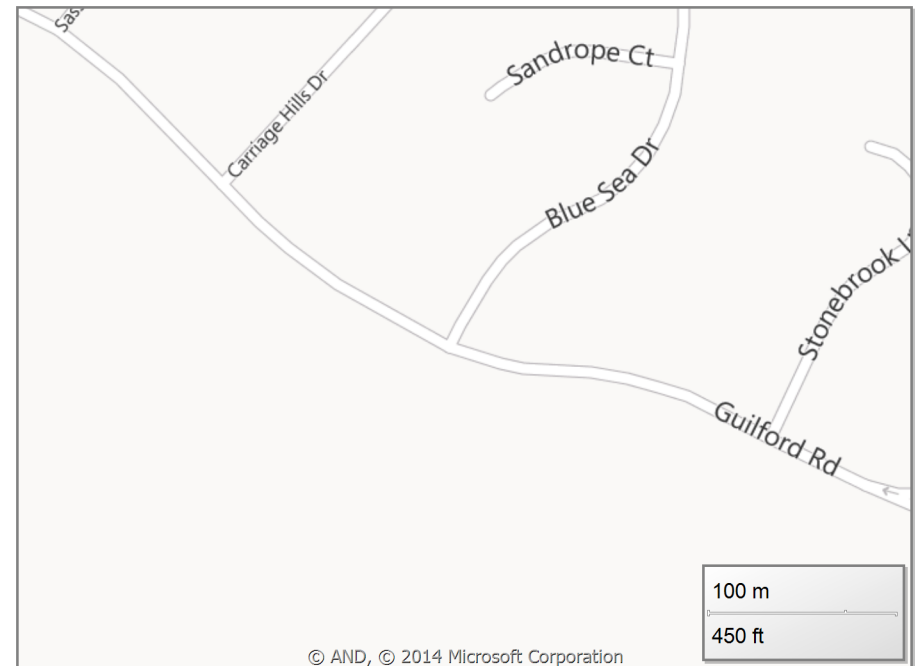 Sandrope Ct
Carriage Hills Dr
Blue Sea Dr
Stonebrook
Guilford Rd
100 m
450 ft
© AND, © 2014 Microsoft Corporation